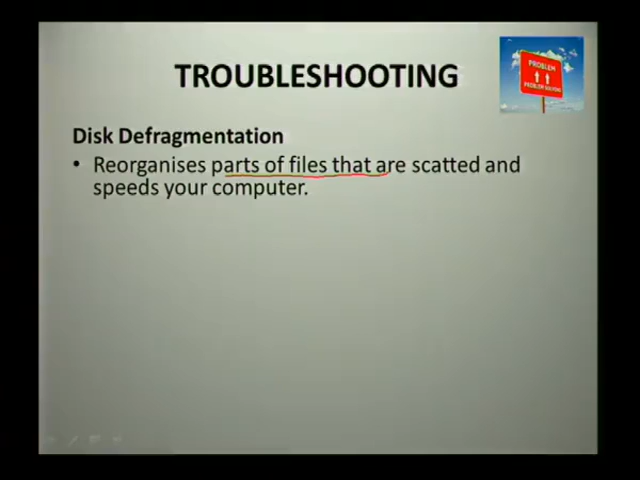 TROUBLESHOOTING
PROBLEM
PROBLEM SOLVING
Disk Defragmentation
• Reorganises parts of files that are scatted and
speeds your computer.